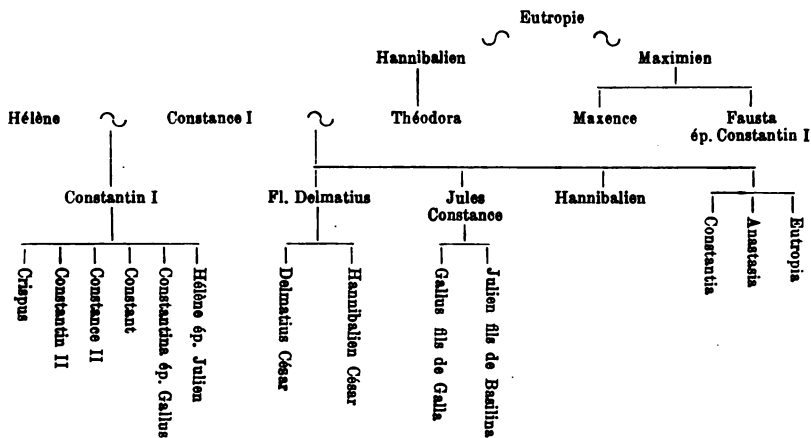 Eutropie
Hannibalien Maximien
Hélène Constance I Théodora Maxence Fausta
ép. Constantin I
Constantin I Fl. Delmatius Jules Hannibalien
Constance
Constantia
Anastasia
Eutropia
Crispus
Constantin II
Constance II
Constant
Constantina ép. Gallus
Hélène ép. Julien
Delmatius César
Hannibalien César
Gallus fils de Galla
Julien fils de Basilina